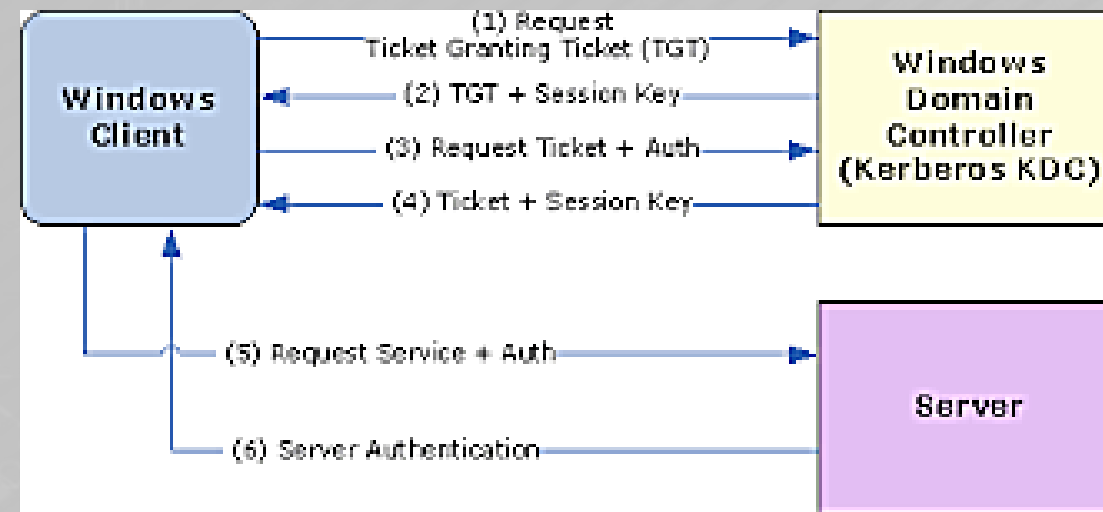 (1) Request
Ticket Granting Ticket (TGT)
Windows
Client
(2) TGT + Session Key
(3) Request Ticket + Auth
(4) Ticket + Session Key
Windows
Domain
Controller
(Kerberos KDC)
(5) Request Service + Auth
(6) Server Authentication
Server